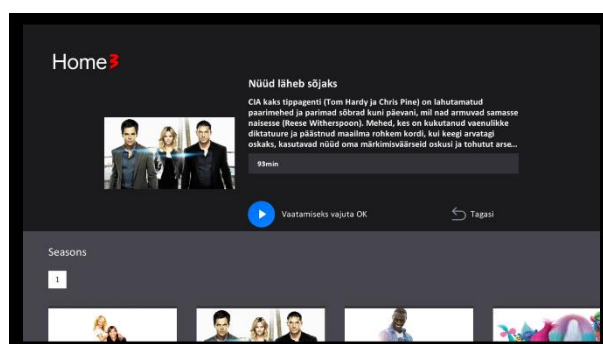 Home3
Nüüd läheb sõjaks
CIA kaks tippagenti (Tom Hardy ja Chris Pine) on lahutamatud
paarimehed ja parimad sõbrad kuni päevani, mil nad armuvad samasse
naisesse (Reese Witherspoon). Mehed, kes on kukutanud vaenulikke
diktatuure ja päästnud maailma rohkem kordi, kui keegi arvatagi
oskaks, kasutavad nüüd oma märkimisväärseid oskusi ja tohutut arse...
93min
Vaatamiseks vajuta OK
Tagasi
Seasons
1